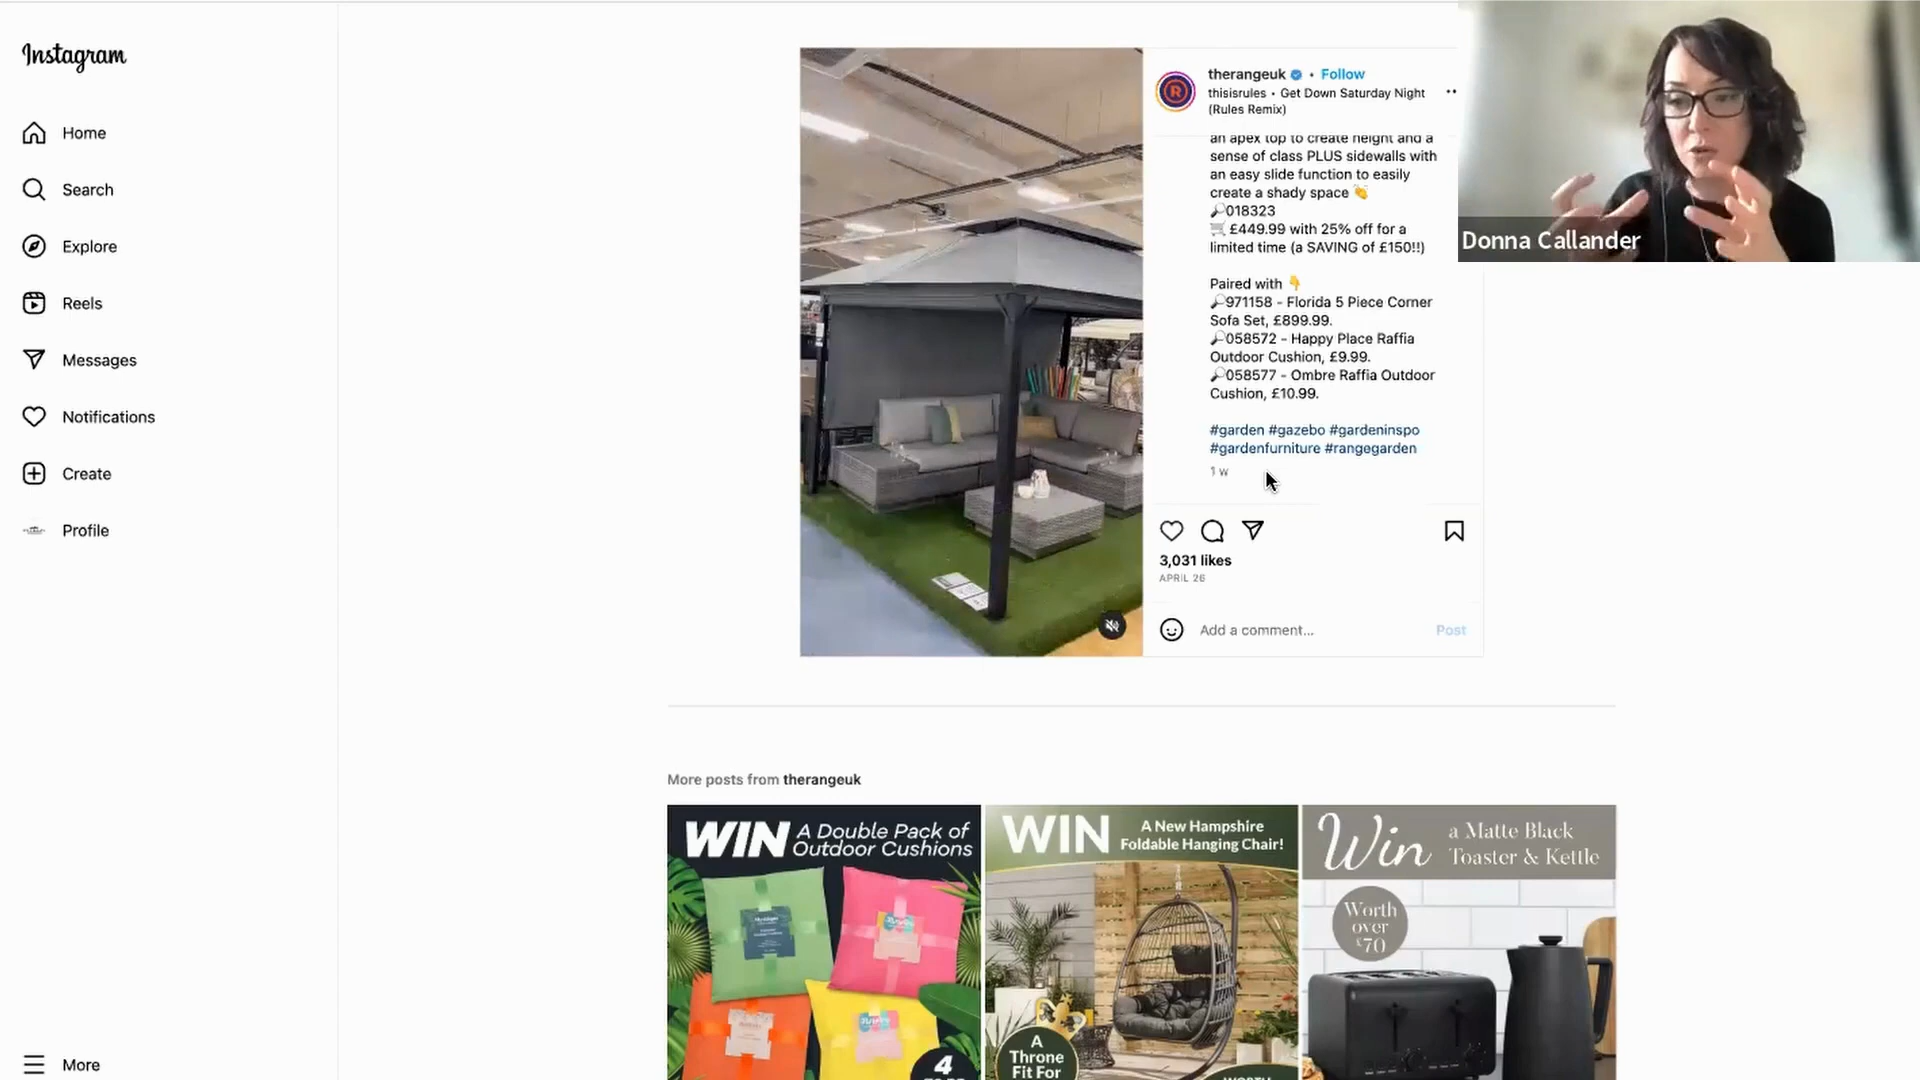 Instagram
Home
Search
Explore
Reels
Messages
Notifications
Create
Profile
More
therangeuk • Follow
thisisrules • Get Down Saturday Night
(Rules Remix)
an apex top to create height and a
sense of class PLUS sidewalls with
an easy slide function to easily
create a shady space 👏
🔎018323
🛒 £449.99 with 25% off for a
limited time (a SAVING of £150!!)
Paired with 👇
🔎971158 - Florida 5 Piece Corner
Sofa Set, £899.99.
🔎058572 - Happy Place Raffia
Outdoor Cushion, £9.99.
🔎058577 - Ombre Raffia Outdoor
Cushion, £10.99.
#garden #gazebo #gardeninspo
#gardenfurniture #rangegarden
1 w
3,031 likes
APRIL 26
Add a comment...
Post
Donna Callander
More posts from therangeuk
WIN A Double Pack of
Outdoor Cushions
4
WIN A New Hampshire
Foldable Hanging Chair!
A
Throne
Fit For
Win a Matte Black
Toaster & Kettle
Worth
over
£70